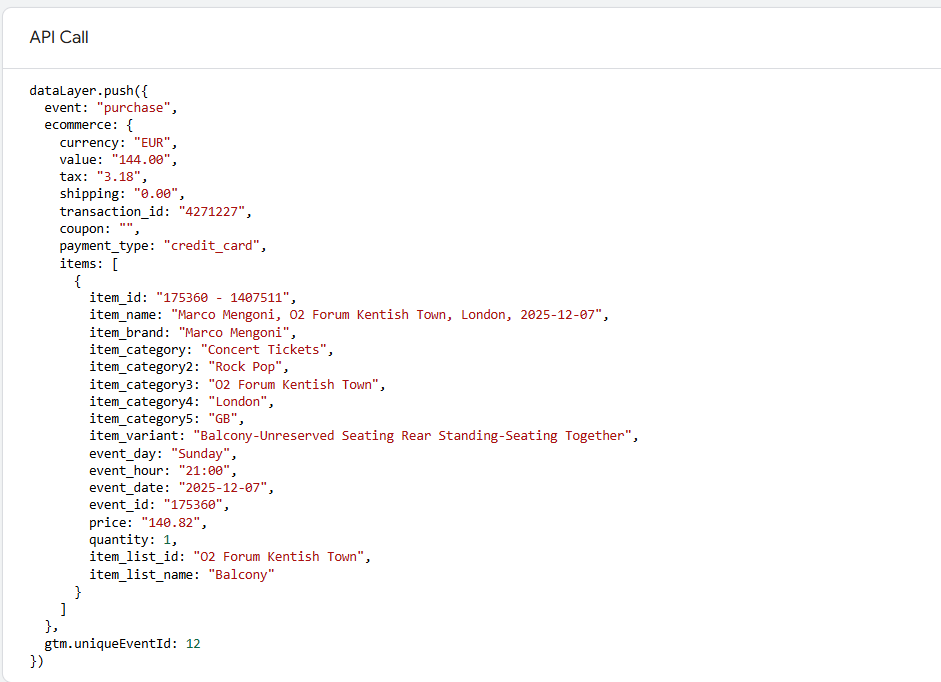 API Call
dataLayer.push({
event: "purchase",
ecommerce: {
currency: "EUR",
value: "144.00",
tax: "3.18",
shipping: "0.00",
transaction_id: "4271227",
coupon: "",
payment_type: "credit_card",
items: [
{
item_id: "175360 - 1407511",
item_name: "Marco Mengoni, O2 Forum Kentish Town, London, 2025-12-07",
item_brand: "Marco Mengoni",
item_category: "Concert Tickets",
item_category2: "Rock Pop",
item_category3: "O2 Forum Kentish Town",
item_category4: "London",
item_category5: "GB",
item_variant: "Balcony-Unreserved Seating Rear Standing-Seating Together",
event_day: "Sunday",
event_hour: "21:00",
event_date: "2025-12-07",
event_id: "175360",
price: "140.82",
quantity: 1,
item_list_id: "O2 Forum Kentish Town",
item_list_name: "Balcony"
}
]
},
gtm.uniqueEventId: 12
})